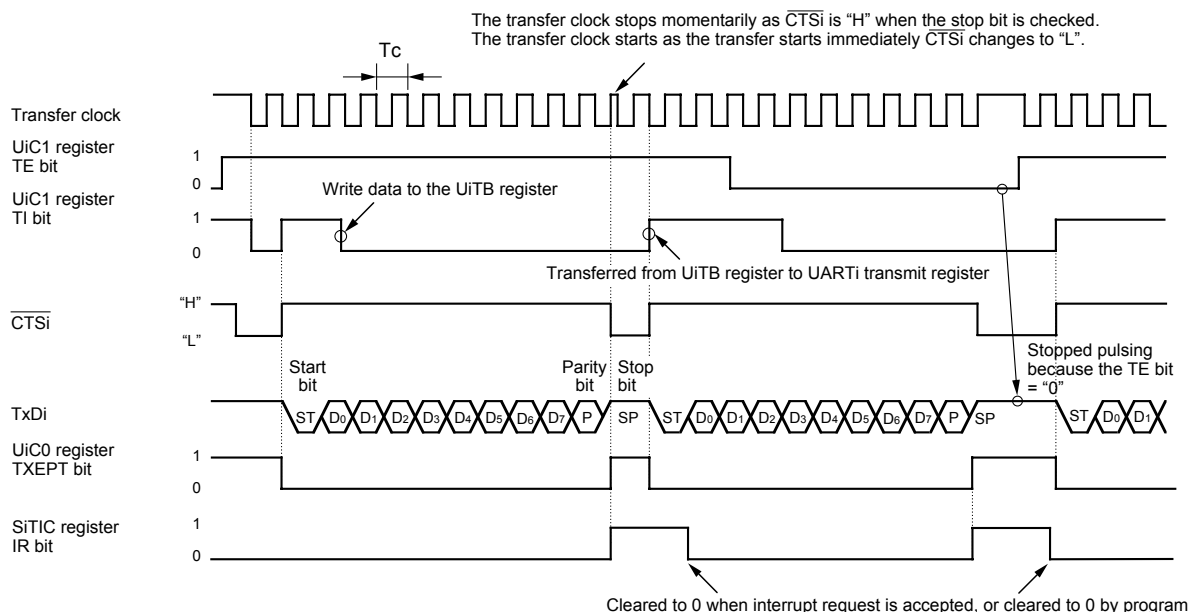 The transfer clock stops momentarily as CTSi is “H” when the stop bit is checked.
The transfer clock starts as the transfer starts immediately CTSi changes to “L”.
Tc
Transfer clock
UiC1 register
TE bit
1
0
Write data to the UiTB register
UiC1 register
TI bit
1
0
Transferred from UiTB register to UARTi transmit register
CTSi
“H”
“L”
Start
bit
Parity
bit
Stop
bit
Stopped pulsing
because the TE bit
= “0”
TxDi
ST D0 D1 D2 D3 D4 D5 D6 D7 P SP ST D0 D1 D2 D3 D4 D5 D6 D7 P SP ST D0 D1
UiC0 register
TXEPT bit
1
0
SiTIC register
IR bit
1
0
Cleared to 0 when interrupt request is accepted, or cleared to 0 by program